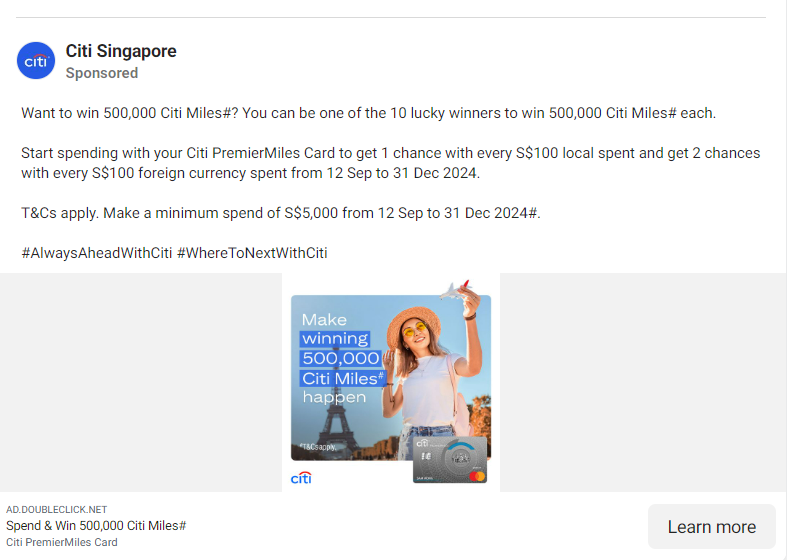 citi
Citi Singapore
Sponsored
Want to win 500,000 Citi Miles#? You can be one of the 10 lucky winners to win 500,000 Citi Miles# each.
Start spending with your Citi PremierMiles Card to get 1 chance with every S$100 local spent and get 2 chances
with every S$100 foreign currency spent from 12 Sep to 31 Dec 2024.
T&Cs apply. Make a minimum spend of S$5,000 from 12 Sep to 31 Dec 2024#.
#AlwaysAheadWithCiti #WhereToNextWithCiti
Make
winning
500,000
Citi Miles#
happen
#T&Cs apply.
citi
citi
AD.DOUBLECLICK.NET
Spend & Win 500,000 Citi Miles#
Citi PremierMiles Card
Learn more